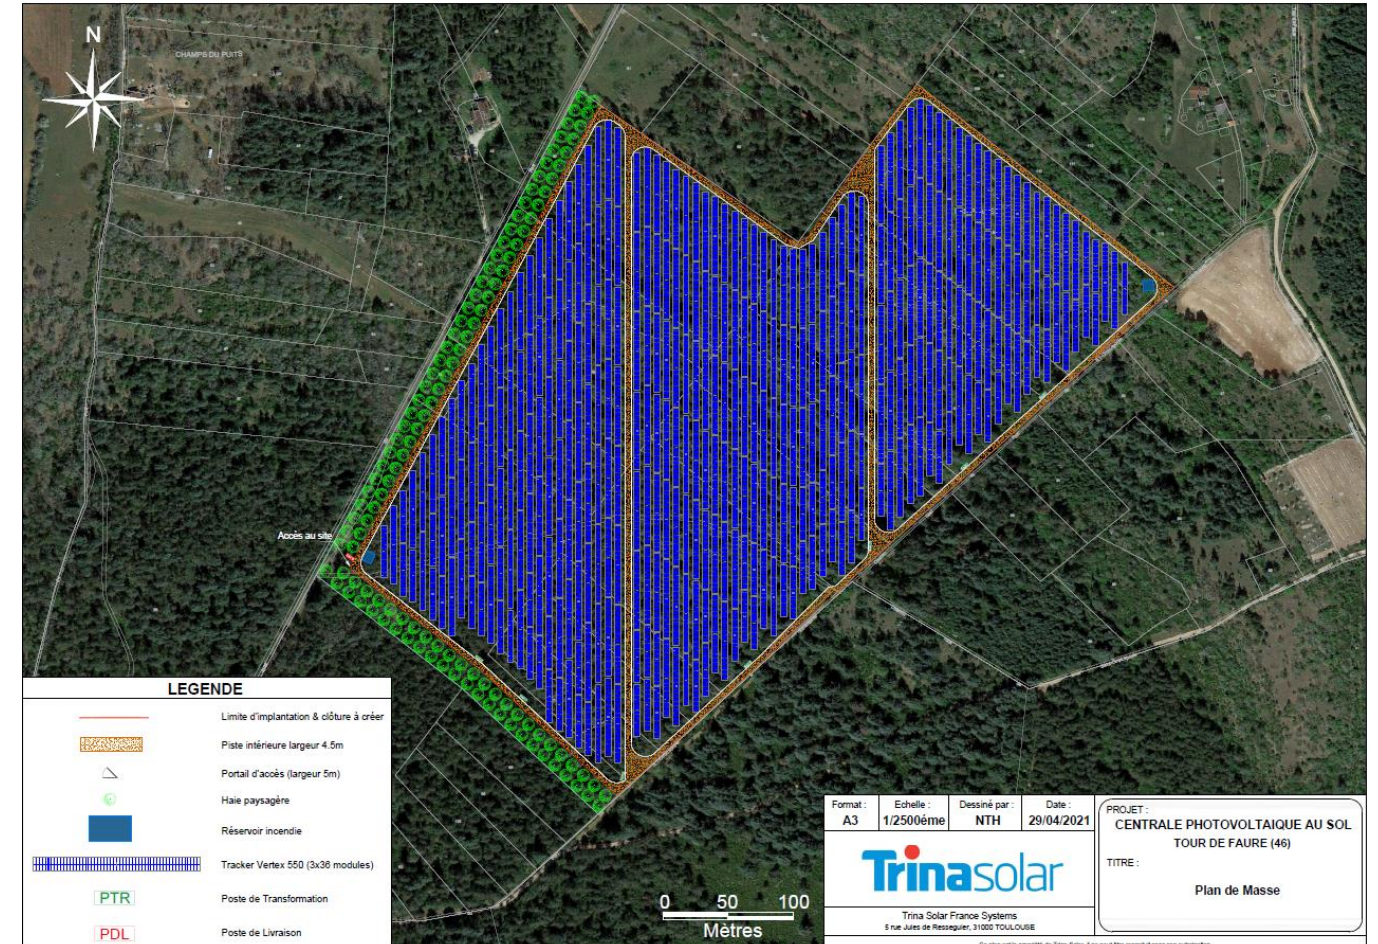 N
CHAMPS DU PUITS
Accès au site
LEGENDE
Limite d'implantation & clôture à créer
Piste intérieure largeur 4.5m
Portail d'accès (largeur 5m)
Haie paysagère
Réservoir incendie
Tracker Vertex 550 (3x36 modules)
PTR Poste de Transformation
PDL Poste de Livraison
0 50 100
Mètres
Format : Echelle : Dessiné par : Date :
A3 1/2500éme NTH 29/04/2021
Trinasolar
Trina Solar France Systems
5 rue Jules de Resseguier, 31000 TOULOUSE
PROJET :
CENTRALE PHOTOVOLTAIQUE AU SOL
TOUR DE FAURE (46)
TITRE :
Plan de Masse